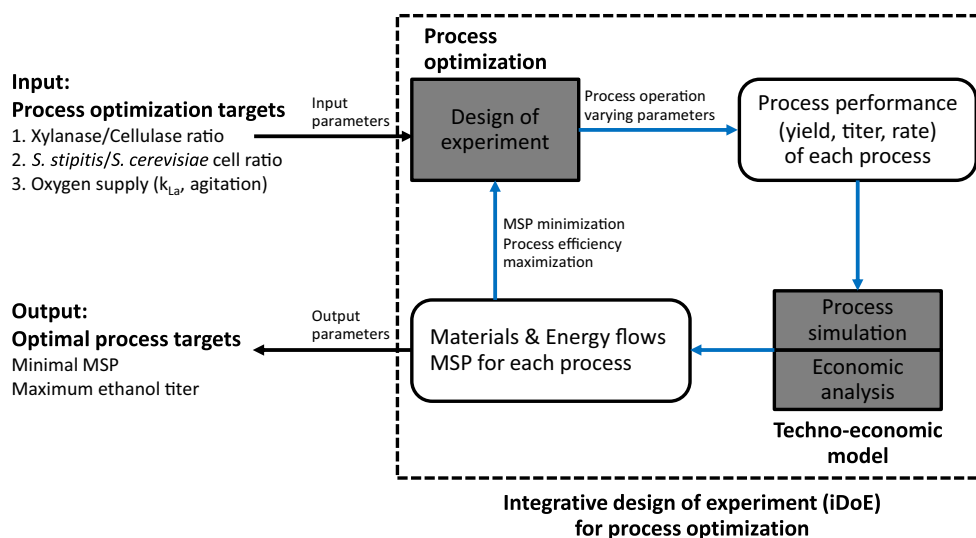 Process
optimization
Input:
Process optimization targets
1. Xylanase/Cellulase ratio
2. S. stipitis/S. cerevisiae cell ratio
3. Oxygen supply (kLa, agitation)
Input
parameters
Design of
experiment
Process operation
varying parameters
Process performance
(yield, titer, rate)
of each process
MSP minimization
Process efficiency
maximization
Output:
Optimal process targets
Minimal MSP
Maximum ethanol titer
Output
parameters
Materials & Energy flows
MSP for each process
Process
simulation
Economic
analysis
Techno-economic
model
Integrative design of experiment (iDoE)
for process optimization